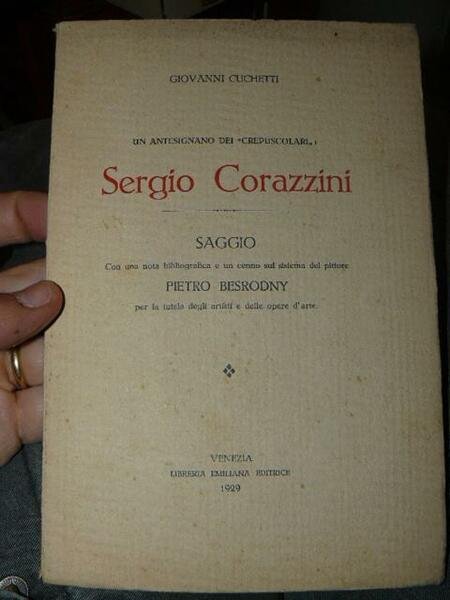 GIOVANNI CUCHETTI
UN ANTESIGNANO DEI "CREPUSCOLARI„:
Sergio Corazzini
SAGGIO
Con una nota bibliografica e un cenno sul sistema del pittore
PIETRO BESRODNY
per la tutela degli artisti e delle opere d'arte.
VENEZIA
LIBRERIA EMILIANA EDITRICE
1929